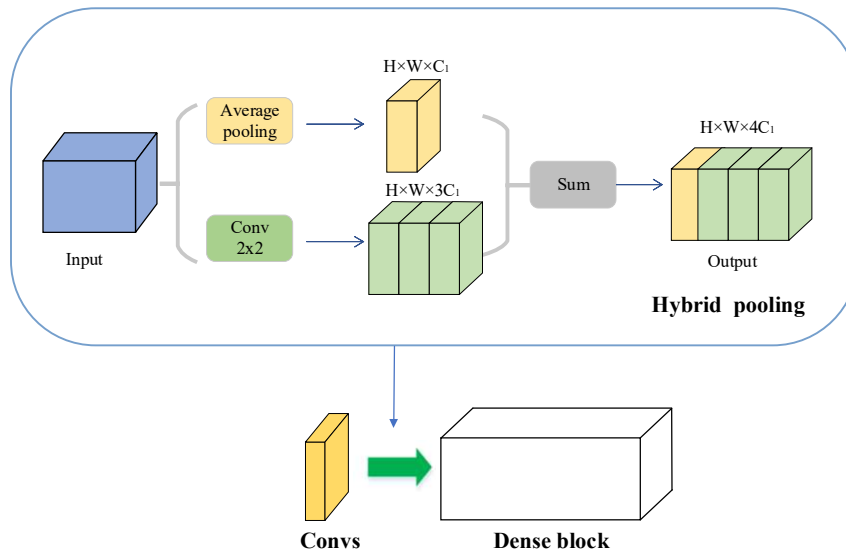 H×W×C₁
Average
pooling
H×W×4C₁
Sum
H×W×3C₁
Conv
2x2
Input
Output
Hybrid pooling
Convs
Dense block